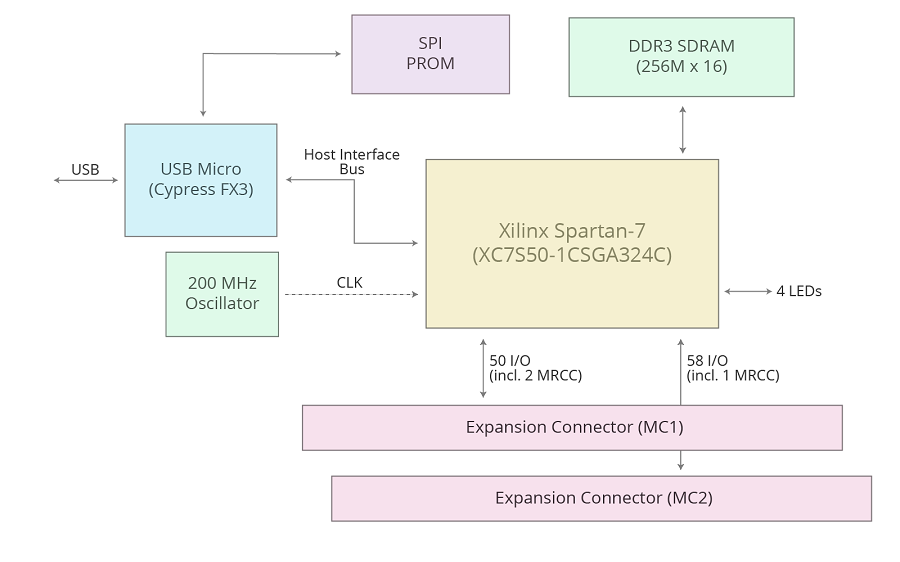 SPI
PROM
DDR3 SDRAM
(256M x 16)
USB
USB Micro
(Cypress FX3)
Host Interface
Bus
Xilinx Spartan-7
(XC7S50-1CSGA324C)
200 MHz
Oscillator
CLK
4 LEDs
50 I/O
(incl. 2 MRCC)
58 I/O
(incl. 1 MRCC)
Expansion Connector (MC1)
Expansion Connector (MC2)